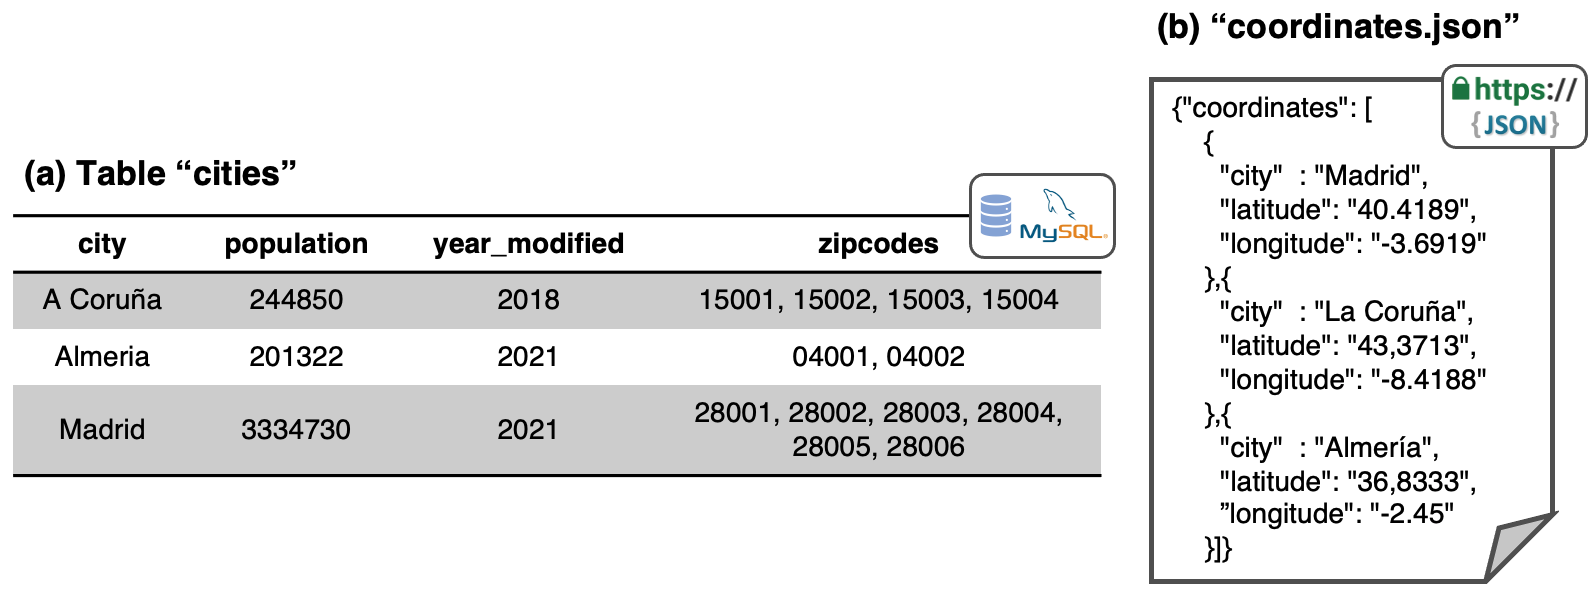 (a) Table “cities”
MySQL
city population year_modified zipcodes
A Coruña 244850 2018 15001, 15002, 15003, 15004
Almeria 201322 2021 04001, 04002
Madrid 3334730 2021 28001, 28002, 28003, 28004,
28005, 28006
(b) “coordinates.json”
https://
{JSON}
{"coordinates": [
{
"city" : "Madrid",
"latitude": "40.4189",
"longitude": "-3.6919"
},{
"city" : "La Coruña",
"latitude": "43,3713",
"longitude": "-8.4188"
},{
"city" : "Almería",
"latitude": "36,8333",
”longitude": "-2.45"
}]}